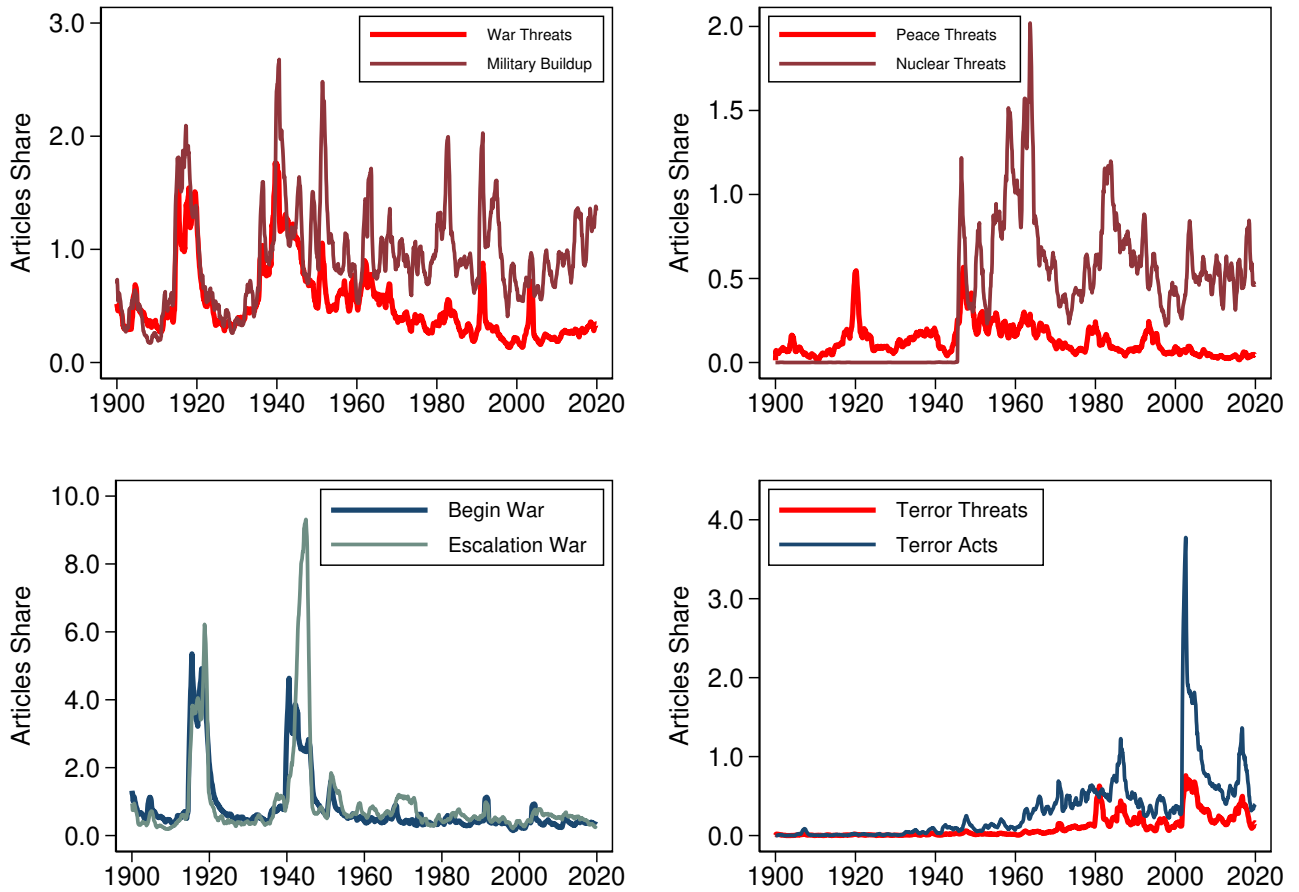 War Threats
Military Buildup
Articles Share
3.0
2.0
1.0
0.0
1900 1920 1940 1960 1980 2000 2020
Peace Threats
Nuclear Threats
Articles Share
2.0
1.5
1.0
0.5
0.0
1900 1920 1940 1960 1980 2000 2020
Begin War
Escalation War
Articles Share
10.0
8.0
6.0
4.0
2.0
0.0
1900 1920 1940 1960 1980 2000 2020
Terror Threats
Terror Acts
Articles Share
4.0
3.0
2.0
1.0
0.0
1900 1920 1940 1960 1980 2000 2020